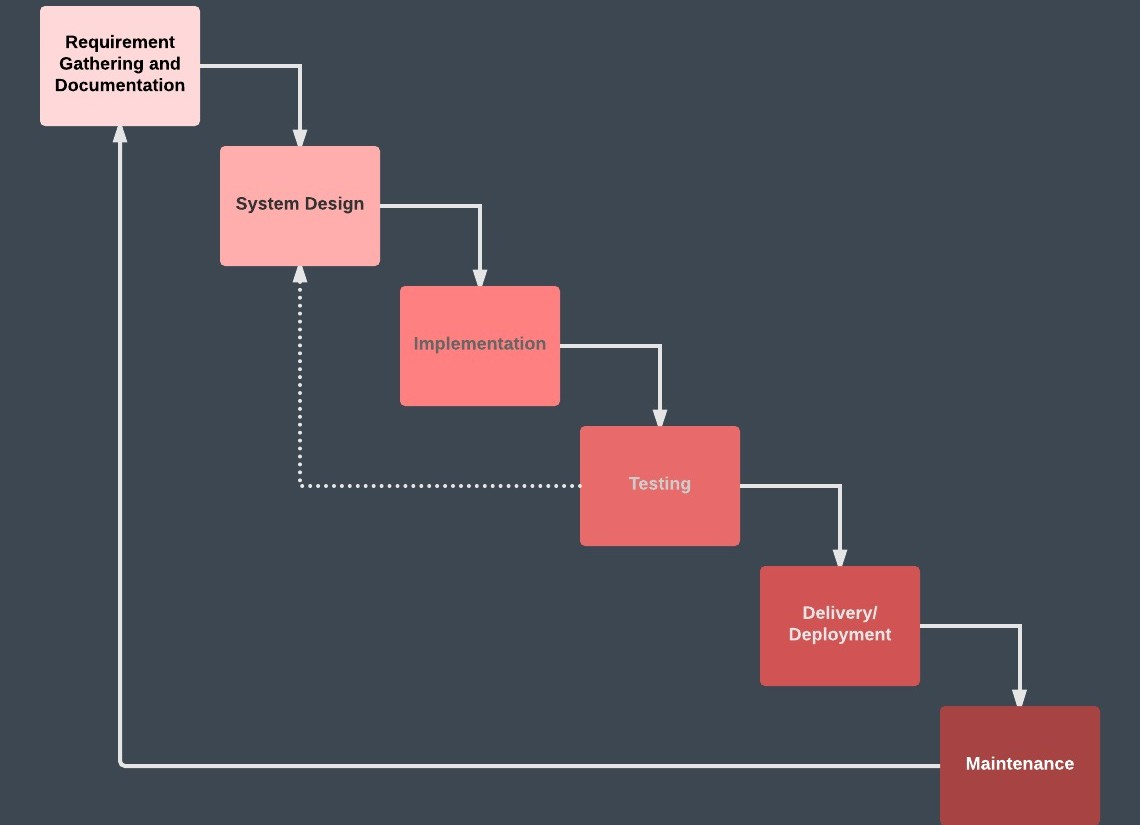 Requirement
Gathering and
Documentation
System Design
Implementation
Testing
Delivery/
Deployment
Maintenance